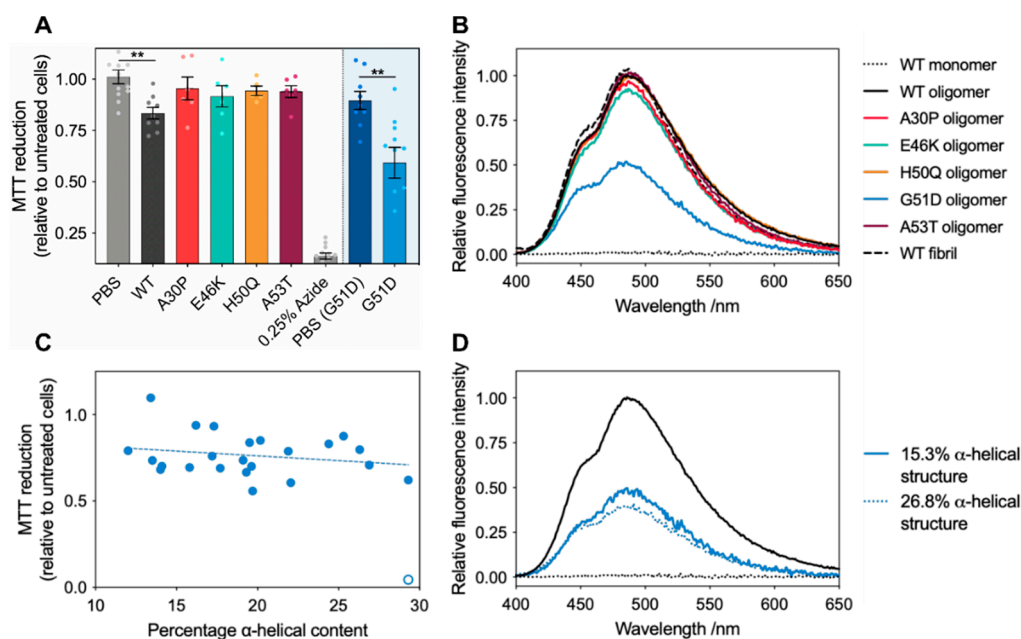 A
MTT reduction
(relative to untreated cells)
1.00
0.75
0.50
0.25
**
**
PBS
WT
A30P
E46K
H50Q
A53T
0.25% Azide
PBS (G51D)
G51D
B
Relative fluorescence intensity
1.00
0.75
0.50
0.25
0.00
400 450 500 550 600 650
Wavelength /nm
WT monomer
WT oligomer
A30P oligomer
E46K oligomer
H50Q oligomer
G51D oligomer
A53T oligomer
WT fibril
C
MTT reduction
(relative to untreated cells)
1.0
0.5
0.0
10 15 20 25 30
Percentage α-helical content
D
Relative fluorescence intensity
1.00
0.75
0.50
0.25
0.00
400 450 500 550 600 650
Wavelength /nm
15.3% α-helical
structure
26.8% α-helical
structure